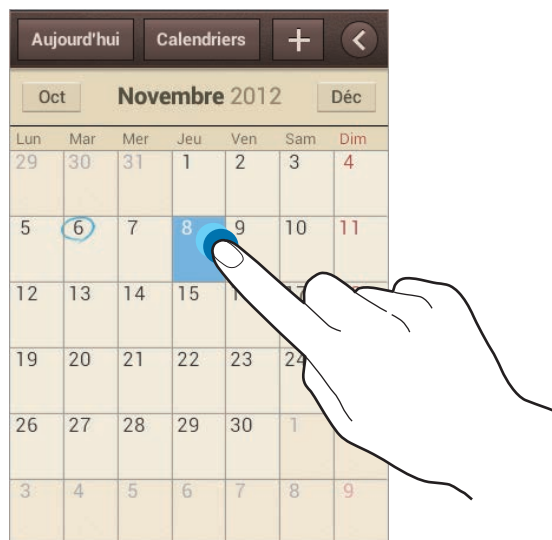 Aujourd'hui Calendriers
Oct Novembre 2012 Déc
Lun Mar Mer Jeu Ven Sam Dim
29 30 31 1 2 3 4
5 6 7 8 9 10 11
12 13 14 15
19 20 21 22 23 24
26 27 28 29 30 1
3 4 5 6 7 8 9